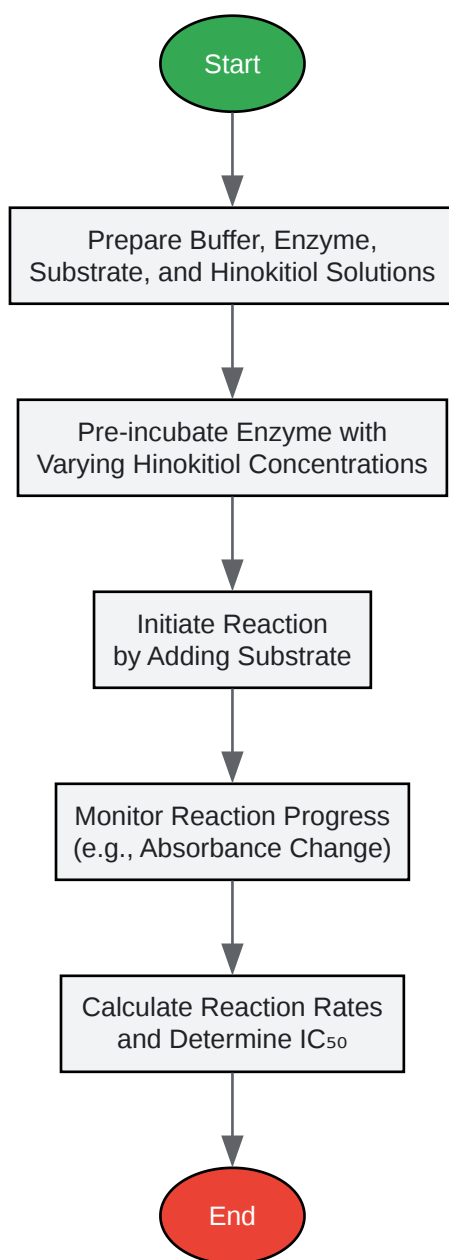 Start
Prepare Buffer, Enzyme,
Substrate, and Hinokitiol Solutions
Pre-incubate Enzyme with
Varying Hinokitiol Concentrations
Initiate Reaction
by Adding Substrate
Monitor Reaction Progress
(e.g., Absorbance Change)
Calculate Reaction Rates
and Determine IC₅₀
End